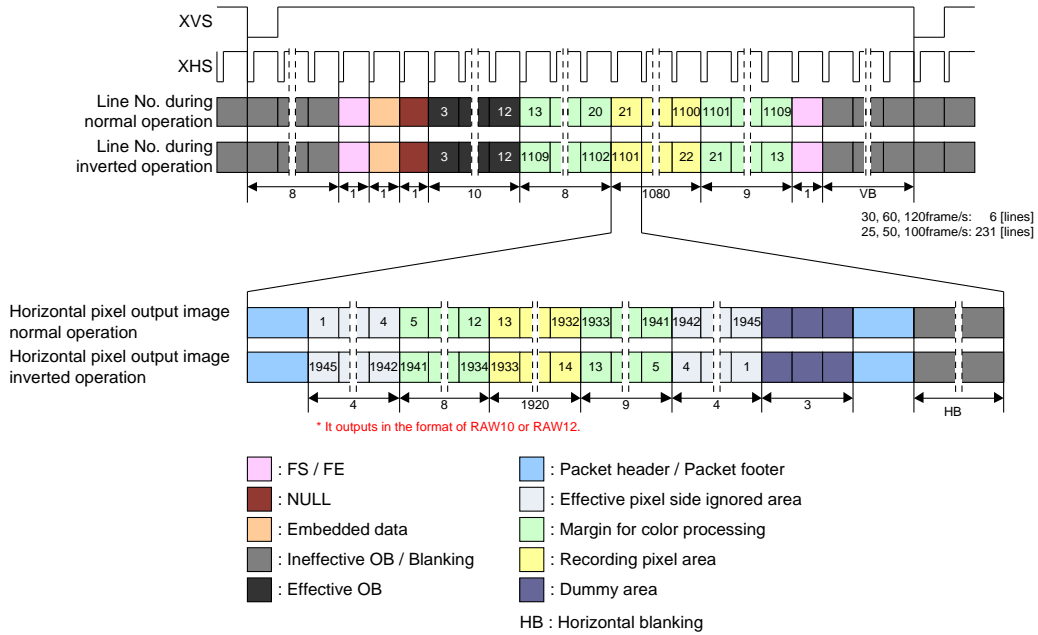 XVS
XHS
Line No. during
normal operation
3 12 13 20 21 1100 1101 1109
Line No. during
inverted operation
3 12 1109 1102 1101 22 21 13
8 1 1 1 10 8 1080 9 1 VB
30, 60, 120frame/s: 6 [lines]
25, 50, 100frame/s: 231 [lines]
Horizontal pixel output image
normal operation
1 4 5 12 13 1932 1933 1941 1942 1945
Horizontal pixel output image
inverted operation
1945 1942 1941 1934 1933 14 13 5 4 1
4 8 1920 9 4 3 HB
* It outputs in the format of RAW10 or RAW12.
: FS / FE
: NULL
: Embedded data
: Ineffective OB / Blanking
: Effective OB
: Packet header / Packet footer
: Effective pixel side ignored area
: Margin for color processing
: Recording pixel area
: Dummy area
HB : Horizontal blanking